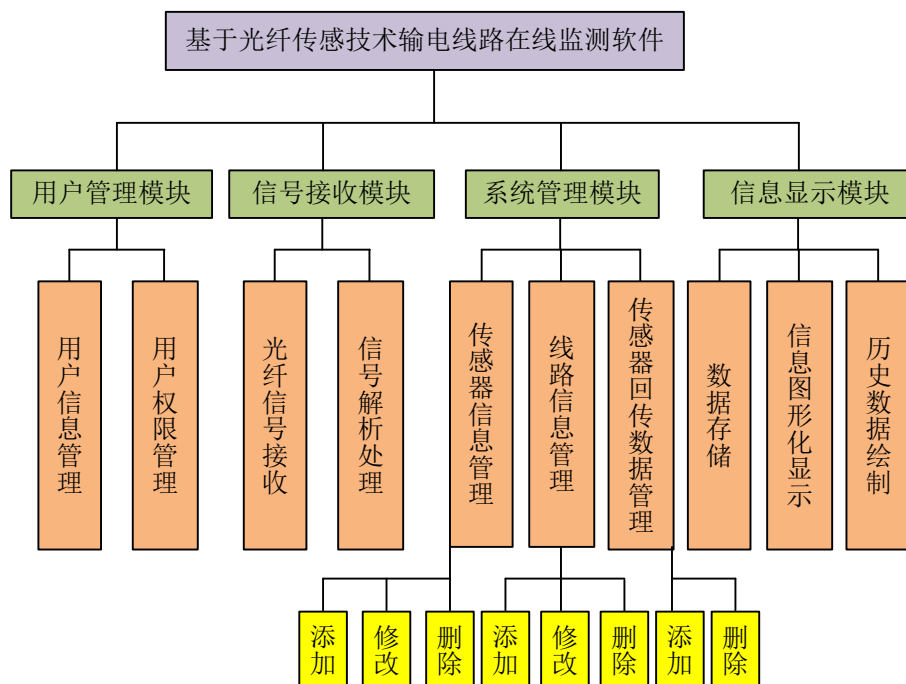 基于光纤传感技术输电线路在线监测软件
用户管理模块
信号接收模块
系统管理模块
信息显示模块
用户信息管理
用户权限管理
光纤信号接收
信号解析处理
传感器信息管理
线路信息管理
传感器回传数据管理
数据存储
信息图形化显示
历史数据绘制
添加
修改
删除
添加
修改
删除
添加
删除